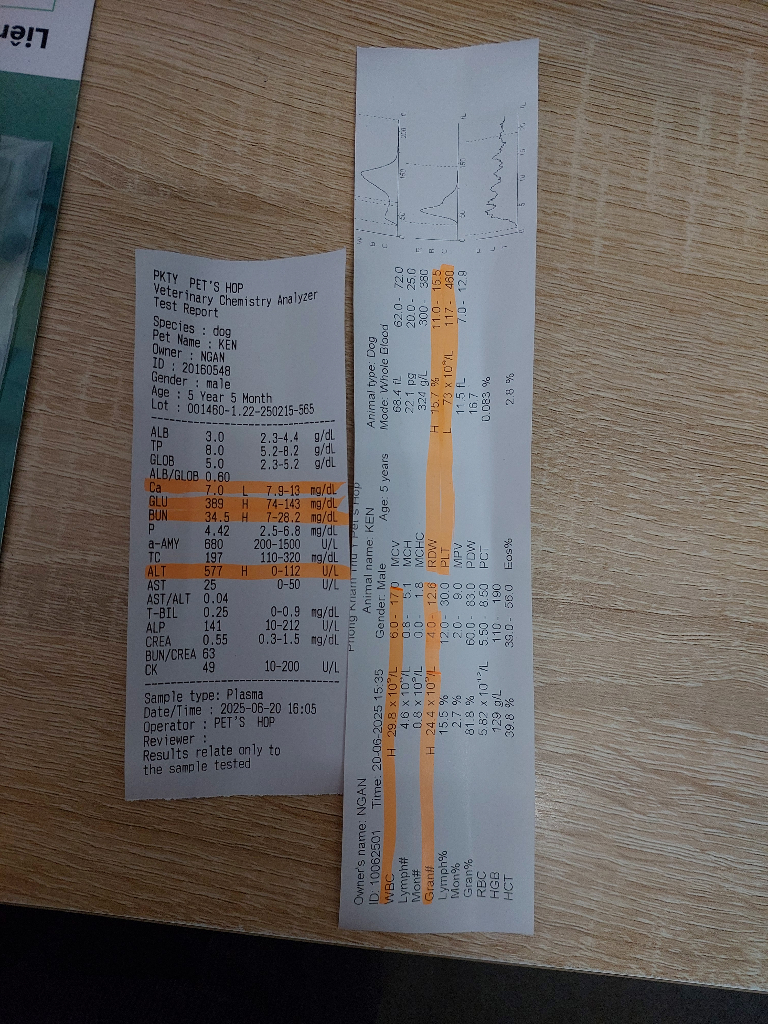 Liên
PKTY PET'S HOP
Veterinary Chemistry Analyzer
Test Report
Species : dog
Pet Name : KEN
Owner : NGAN
ID : 20160548
Gender : male
Age : 5 Year 5 Month
Lot : 001460-1.22-250215-565
ALB 3.0 2.3-4.4 g/dL
TP 8.0 5.2-8.2 g/dL
GLOB 5.0 2.3-5.2 g/dL
ALB/GLOB 0.60
Ca 7.0 L 7.9-13 mg/dL
GLU 389 H 74-143 mg/dL
BUN 34.5 H 7-28.2 mg/dL
P 4.42 2.5-6.8 mg/dL
a-AMY 680 200-1500 U/L
TC 197 110-320 mg/dL
ALT 577 H 0-112 U/L
AST 25 0-50 U/L
AST/ALT 0.04
T-BIL 0.25 0-0.9 mg/dL
ALP 141 10-212 U/L
CREA 0.55 0.3-1.5 mg/dL
BUN/CREA 63
CK 49 10-200 U/L
Sample type: Plasma
Date/Time : 2025-06-20 16:05
Operator : PET'S HOP
Reviewer :
Results relate only to
the sample tested
Phòng Khám Thú Y Pet's Hop
Owner's name: NGAN Animal name: KEN Animal type: Dog
ID: 10062501 Time: 20-06-2025 15:35 Gender: Male Age: 5 years Mode: Whole Blood
WBC H 29.8 x 10⁹/L 6.0 - 17.0 MCV 68.4 fL 62.0 - 72.0
Lymph# 4.6 x 10⁹/L 0.8 - 5.1 MCH 22.1 pg 20.0 - 25.0
Mon# 0.8 x 10⁹/L 0.0 - 1.8 MCHC 324 g/L 300 - 380
Gran# H 24.4 x 10⁹/L 4.0 - 12.6 RDW H 15.7 % 11.0 - 15.5
Lymph% 15.5 % 12.0 - 30.0 PLT L 73 x 10⁹/L 117 - 460
Mon% 2.7 % 2.0 - 9.0 MPV 11.5 fL 7.0 - 12.9
Gran% 81.8 % 60.0 - 83.0 PDW 16.7
RBC 5.82 x 10¹²/L 5.50 - 8.50 PCT 0.083 %
HGB 129 g/L 110 - 190
HCT 39.8 % 39.0 - 56.0 Eos% 2.8 %